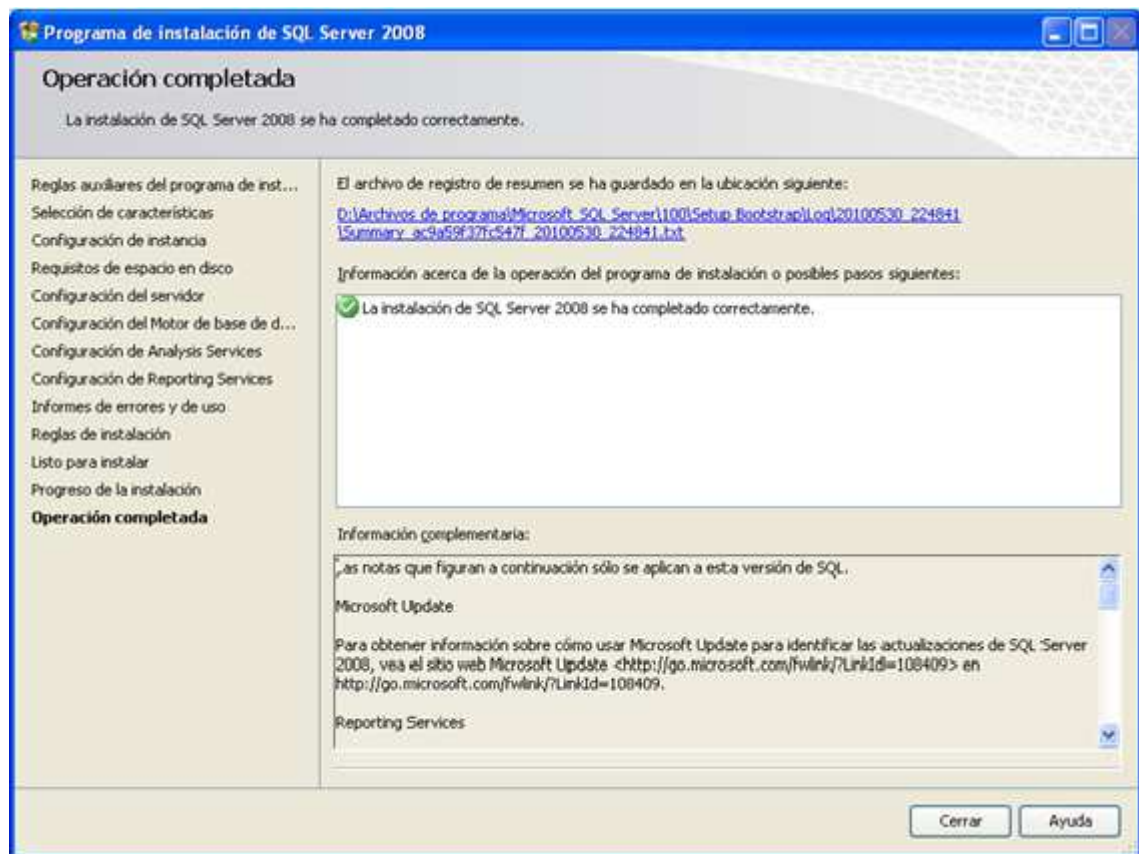 Programa de instalación de SQL Server 2008
Operación completada
La instalación de SQL Server 2008 se ha completado correctamente.
Reglas auxiliares del programa de inst...
Selección de características
Configuración de instancia
Requisitos de espacio en disco
Configuración del servidor
Configuración del Motor de base de d...
Configuración de Analysis Services
Configuración de Reporting Services
Informes de errores y de uso
Reglas de instalación
Listo para instalar
Progreso de la instalación
Operación completada
El archivo de registro de resumen se ha guardado en la ubicación siguiente:
D:\Archivos de programa\Microsoft SQL Server\100\Setup Bootstrap\Log\20100530_224841
\Summary_ac9a59f37fc547f_20100530_224841.txt
Información acerca de la operación del programa de instalación o posibles pasos siguientes:
La instalación de SQL Server 2008 se ha completado correctamente.
Información complementaria:
Las notas que figuran a continuación sólo se aplican a esta versión de SQL.
Microsoft Update
Para obtener información sobre cómo usar Microsoft Update para identificar las actualizaciones de SQL Server
2008, vea el sitio web Microsoft Update <http://go.microsoft.com/fwlink/?LinkId=108409> en
http://go.microsoft.com/fwlink/?LinkId=108409.
Reporting Services
Cerrar
Ayuda